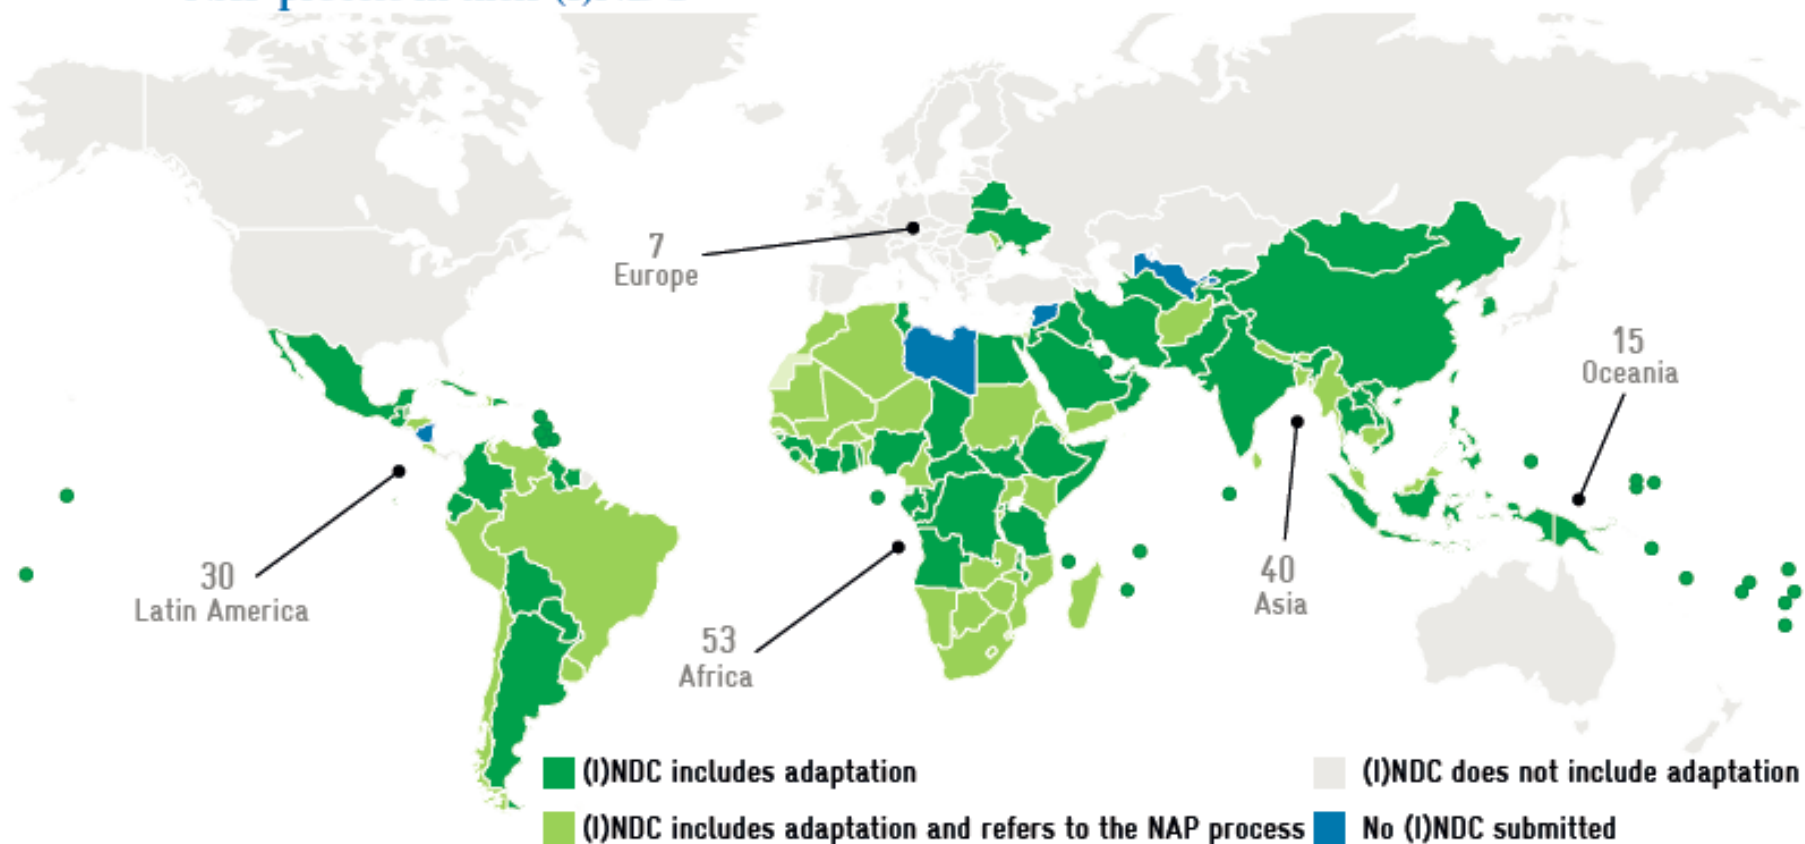 7
Europe
15
Oceania
30
Latin America
40
Asia
53
Africa
(I)NDC includes adaptation
(I)NDC does not include adaptation
(I)NDC includes adaptation and refers to the NAP process
No (I)NDC submitted